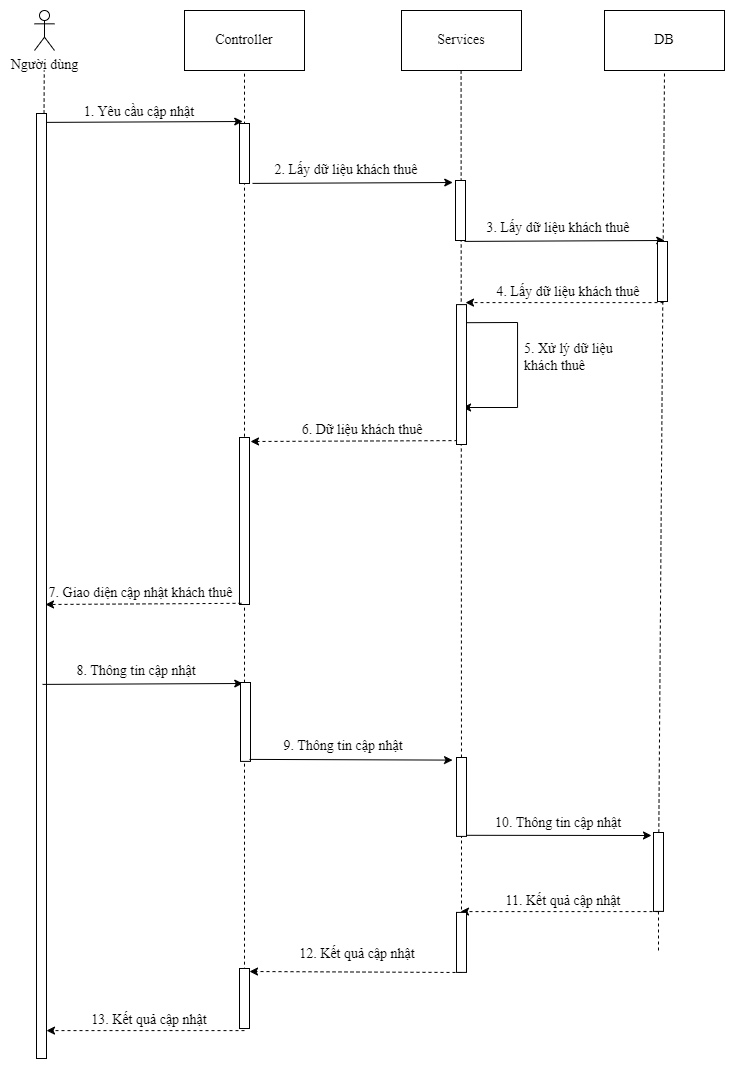 Người dùng
Controller
Services
DB
1. Yêu cầu cập nhật
2. Lấy dữ liệu khách thuê
3. Lấy dữ liệu khách thuê
4. Lấy dữ liệu khách thuê
5. Xử lý dữ liệu
khách thuê
6. Dữ liệu khách thuê
7. Giao diện cập nhật khách thuê
8. Thông tin cập nhật
9. Thông tin cập nhật
10. Thông tin cập nhật
11. Kết quả cập nhật
12. Kết quả cập nhật
13. Kết quả cập nhật